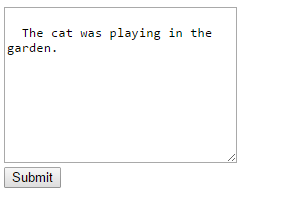 The cat was playing in the
garden.
Submit